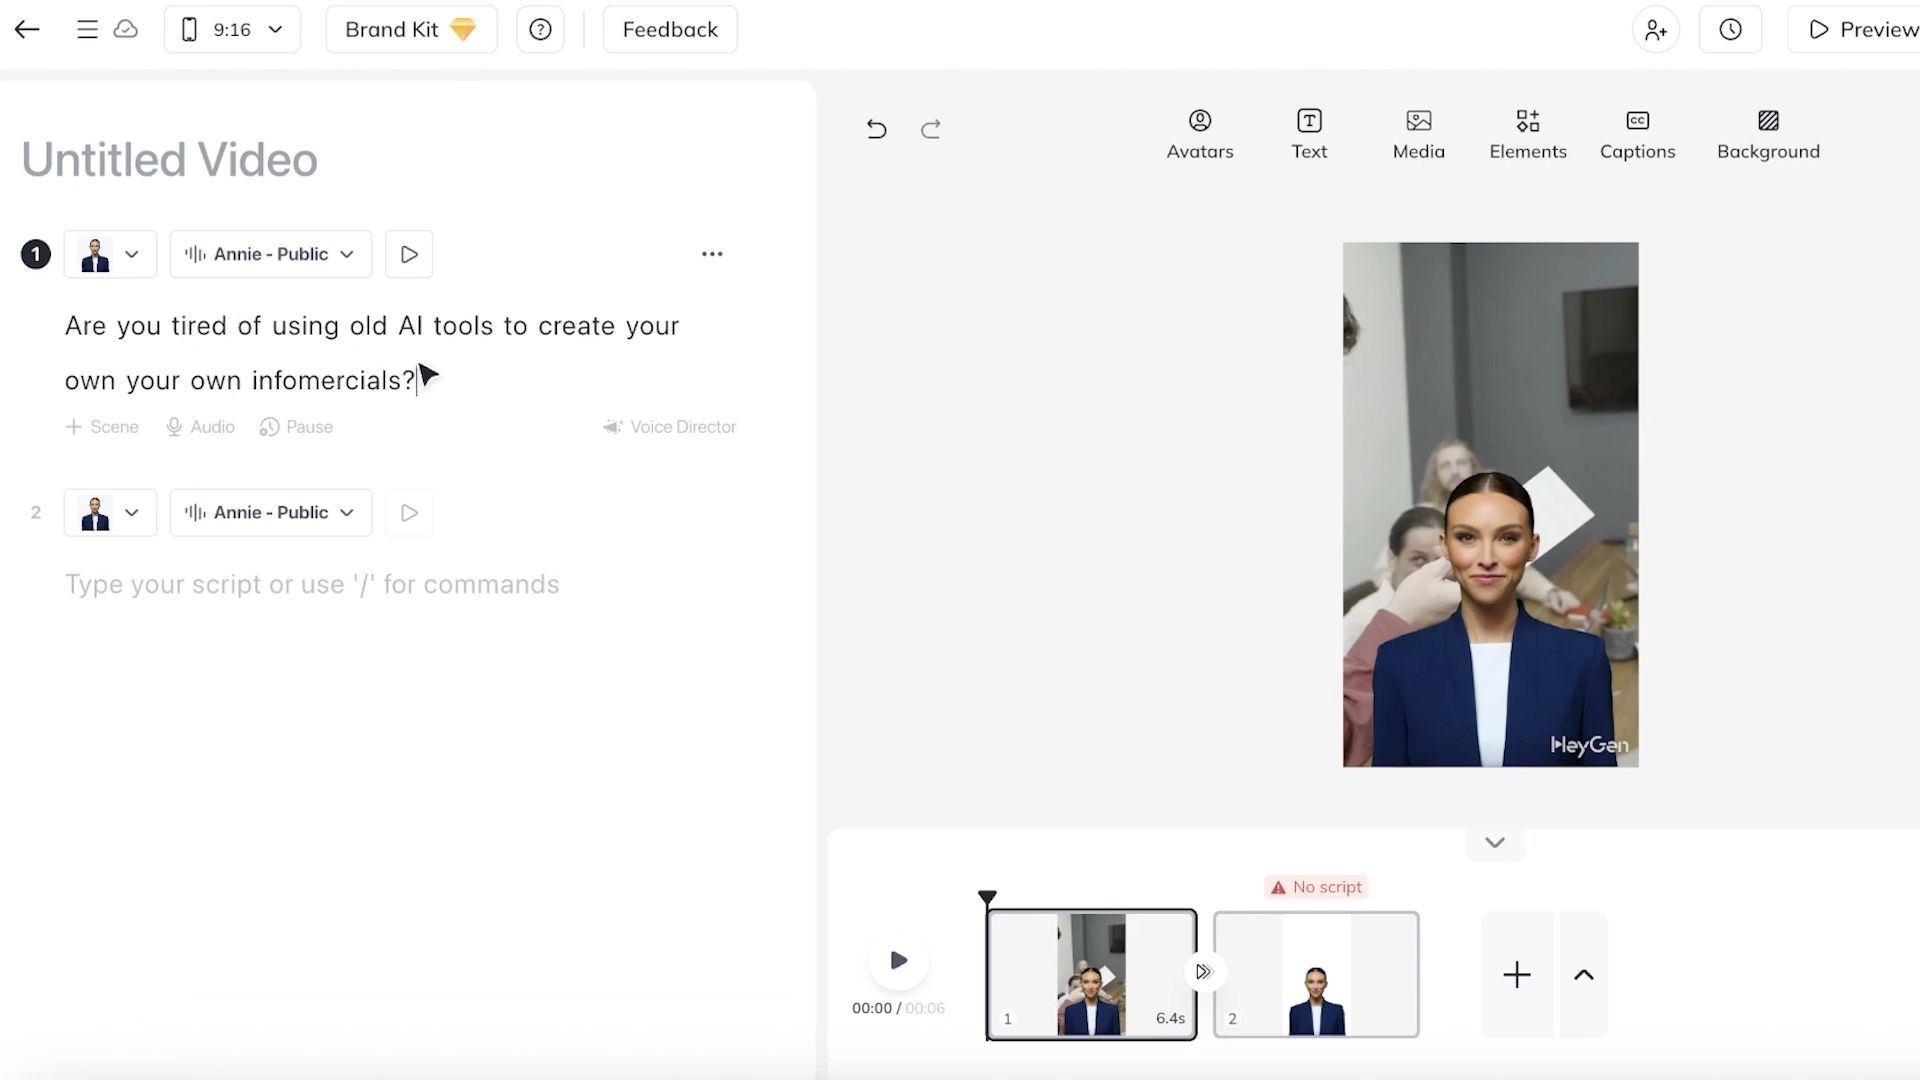 9:16
Brand Kit
Feedback
Preview
Untitled Video
Avatars
Text
Media
Elements
CC
Captions
Background
1
Annie - Public
Are you tired of using old AI tools to create your
own your own infomercials?
Scene
Audio
Pause
Voice Director
2
Annie - Public
Type your script or use '/' for commands
HeyGen
No script
00:00 / 00:06
1
6.4s
2